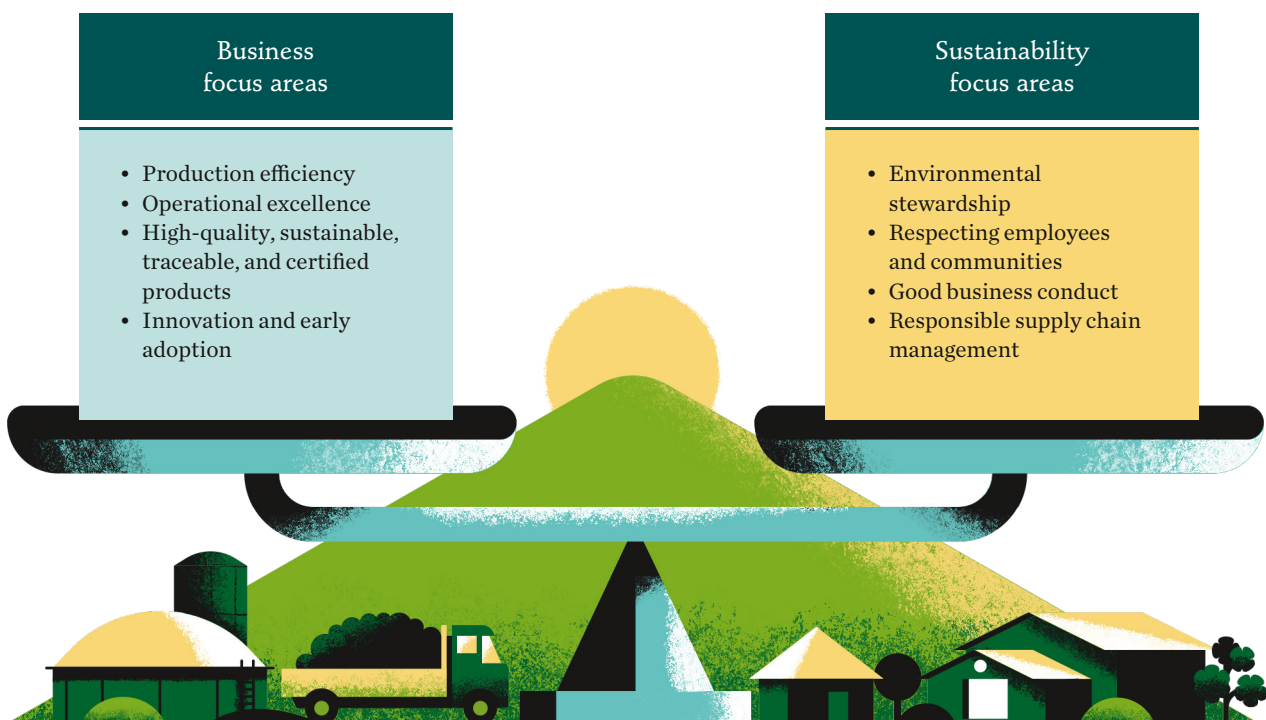 Business
focus areas
• Production efficiency
• Operational excellence
• High-quality, sustainable,
traceable, and certified
products
• Innovation and early
adoption
Sustainability
focus areas
• Environmental
stewardship
• Respecting employees
and communities
• Good business conduct
• Responsible supply chain
management